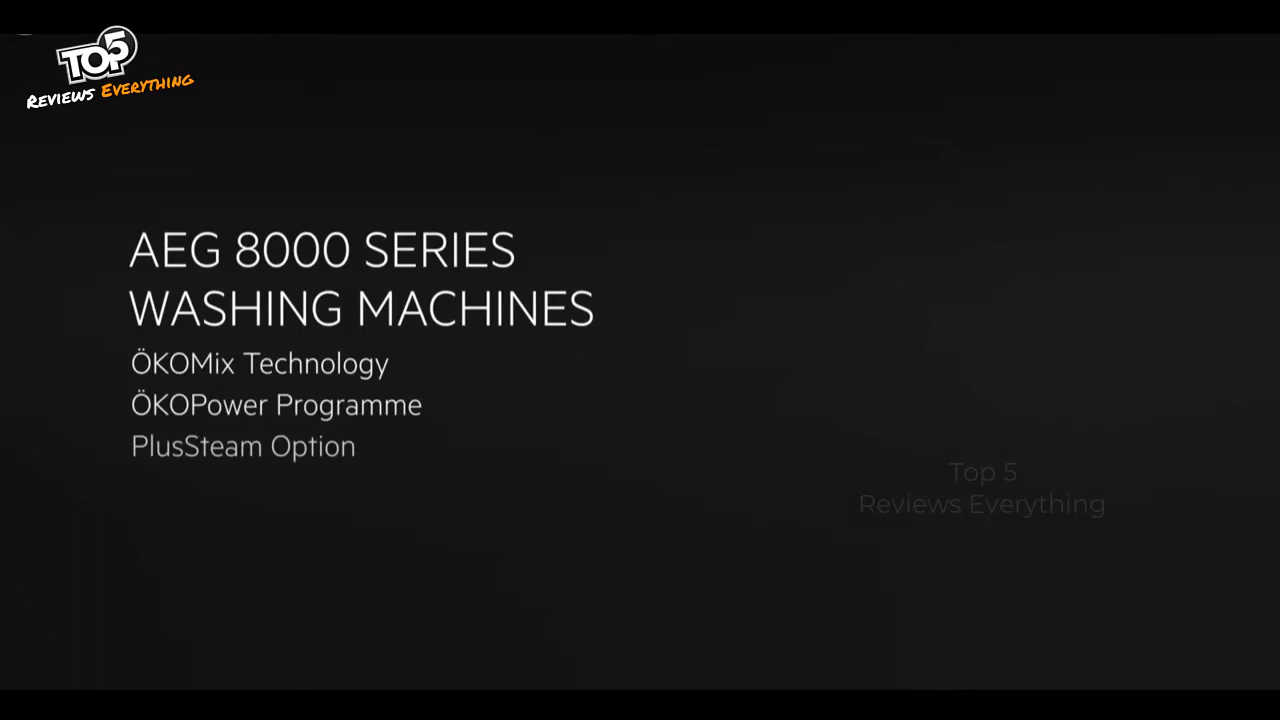 TOP5
REVIEWS EVERYTHING
AEG 8000 SERIES
WASHING MACHINES
ÖKOMix Technology
ÖKOPower Programme
PlusSteam Option
Top 5
Reviews Everything